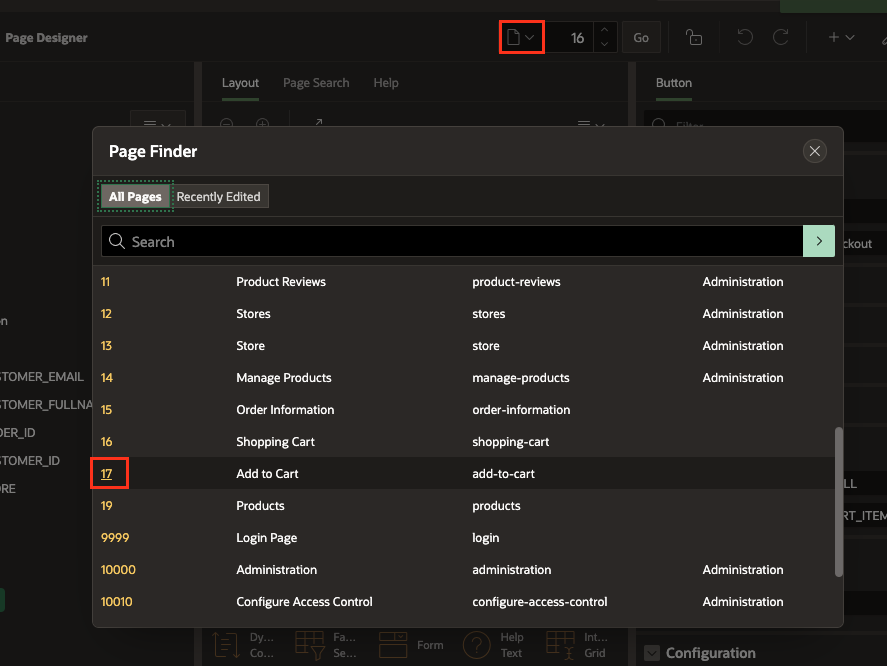 Page Designer
16
Go
Layout
Page Search
Help
Button
Filter
Page Finder
All Pages
Recently Edited
Search
ckout
11 Product Reviews product-reviews Administration
12 Stores stores Administration
on
13 Store store Administration
14 Manage Products manage-products Administration
STOMER_EMAIL
15 Order Information order-information
STOMER_FULLNA
DER_ID
16 Shopping Cart shopping-cart
STOMER_ID
17 Add to Cart add-to-cart
LL
ORE
19 Products products
RT_ITEM
9999 Login Page login
10000 Administration administration Administration
10010 Configure Access Control configure-access-control Administration
Dy...
Co...
Fa...
Se...
Form
Help
Text
Int...
Grid
Configuration